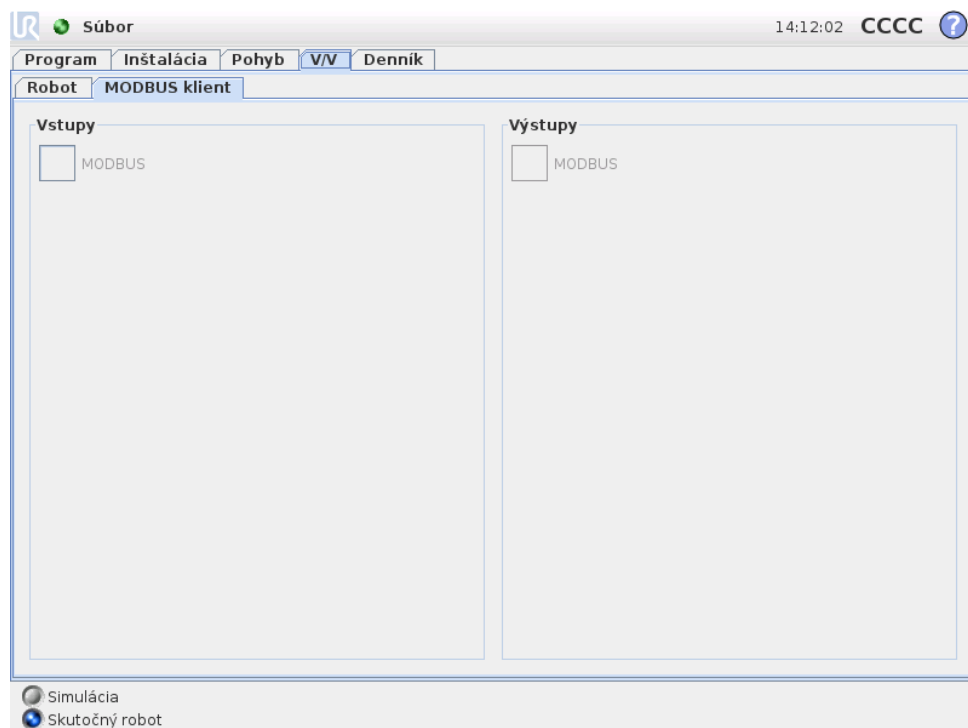 UR Súbor 14:12:02 CCCC ?
Program Inštalácia Pohyb V/V Denník
Robot MODBUS klient
Vstupy Výstupy
MODBUS MODBUS
Simulácia
Skutočný robot